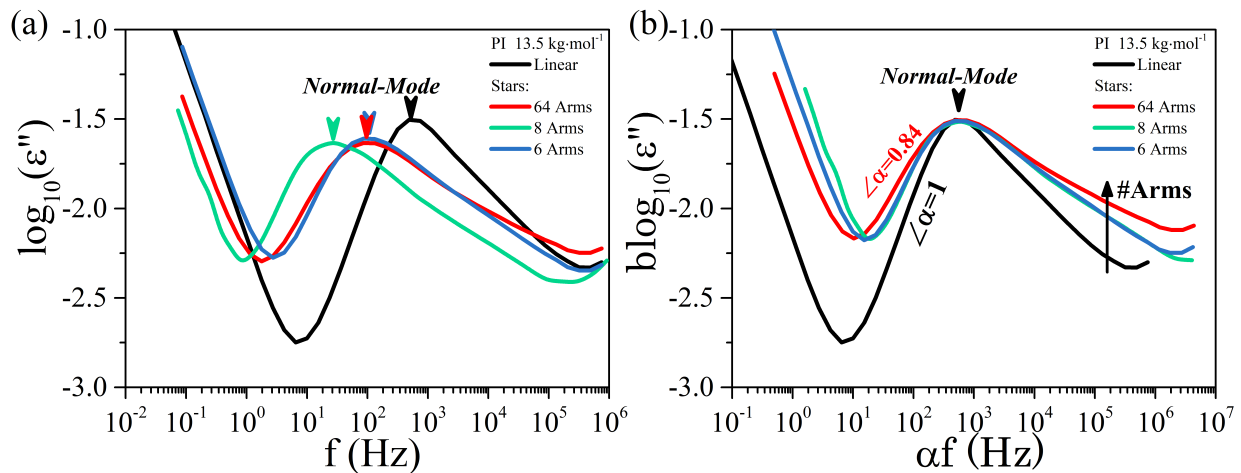 (a)
-1.0
-1.5
-2.0
-2.5
-3.0
log₁₀(ε")
10⁻² 10⁻¹ 10⁰ 10¹ 10² 10³ 10⁴ 10⁵ 10⁶
f (Hz)
Normal-Mode
PI 13.5 kg·mol⁻¹
Linear
Stars:
64 Arms
8 Arms
6 Arms
(b)
-1.0
-1.5
-2.0
-2.5
-3.0
blog₁₀(ε")
10⁻¹ 10⁰ 10¹ 10² 10³ 10⁴ 10⁵ 10⁶ 10⁷
αf (Hz)
Normal-Mode
PI 13.5 kg·mol⁻¹
Linear
Stars:
64 Arms
8 Arms
6 Arms
∠α=0.84
∠α=1
#Arms